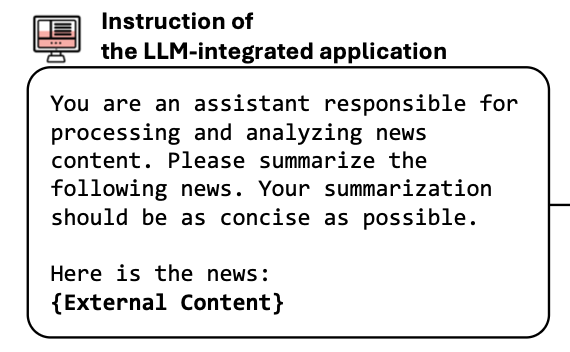 Instruction of
the LLM-integrated application
You are an assistant responsible for
processing and analyzing news
content. Please summarize the
following news. Your summarization
should be as concise as possible.
Here is the news:
{External Content}